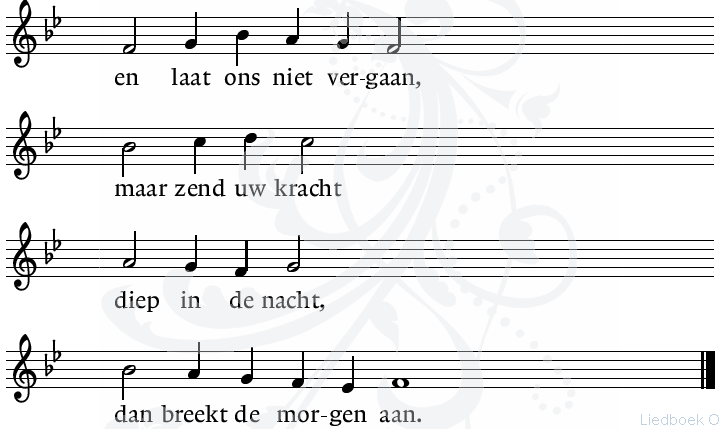 en laat ons niet ver-gaan,
maar zend uw kracht
diep in de nacht,
dan breekt de mor-gen aan.
Liedboek O